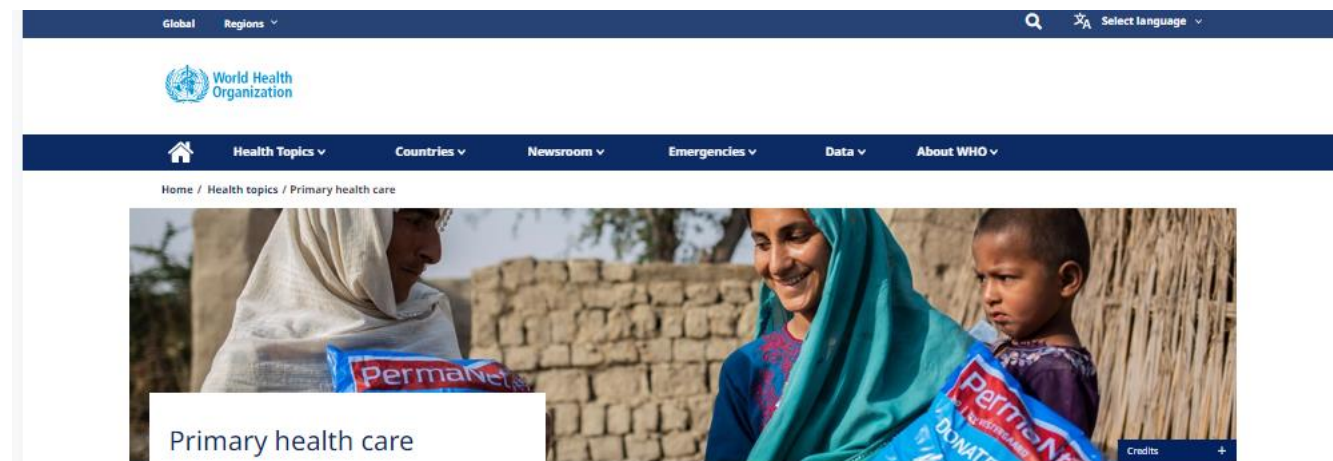 Global Regions Select language
World Health
Organization
Health Topics Countries Newsroom Emergencies Data About WHO
Home / Health topics / Primary health care
PermaNet
PermaNet
DONATE
Primary health care
Credits +